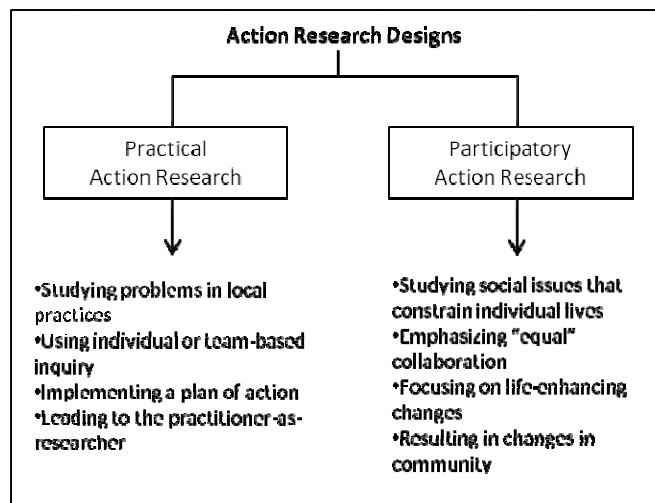 Action Research Designs
Practical
Action Research
Participatory
Action Research
•Studying problems in local
practices
•Using individual or team-based
inquiry
•Implementing a plan of action
•Leading to the practitioner-as-
researcher
•Studying social issues that
constrain individual lives
•Emphasizing "equal"
collaboration
•Focusing on life-enhancing
changes
•Resulting in changes in
community